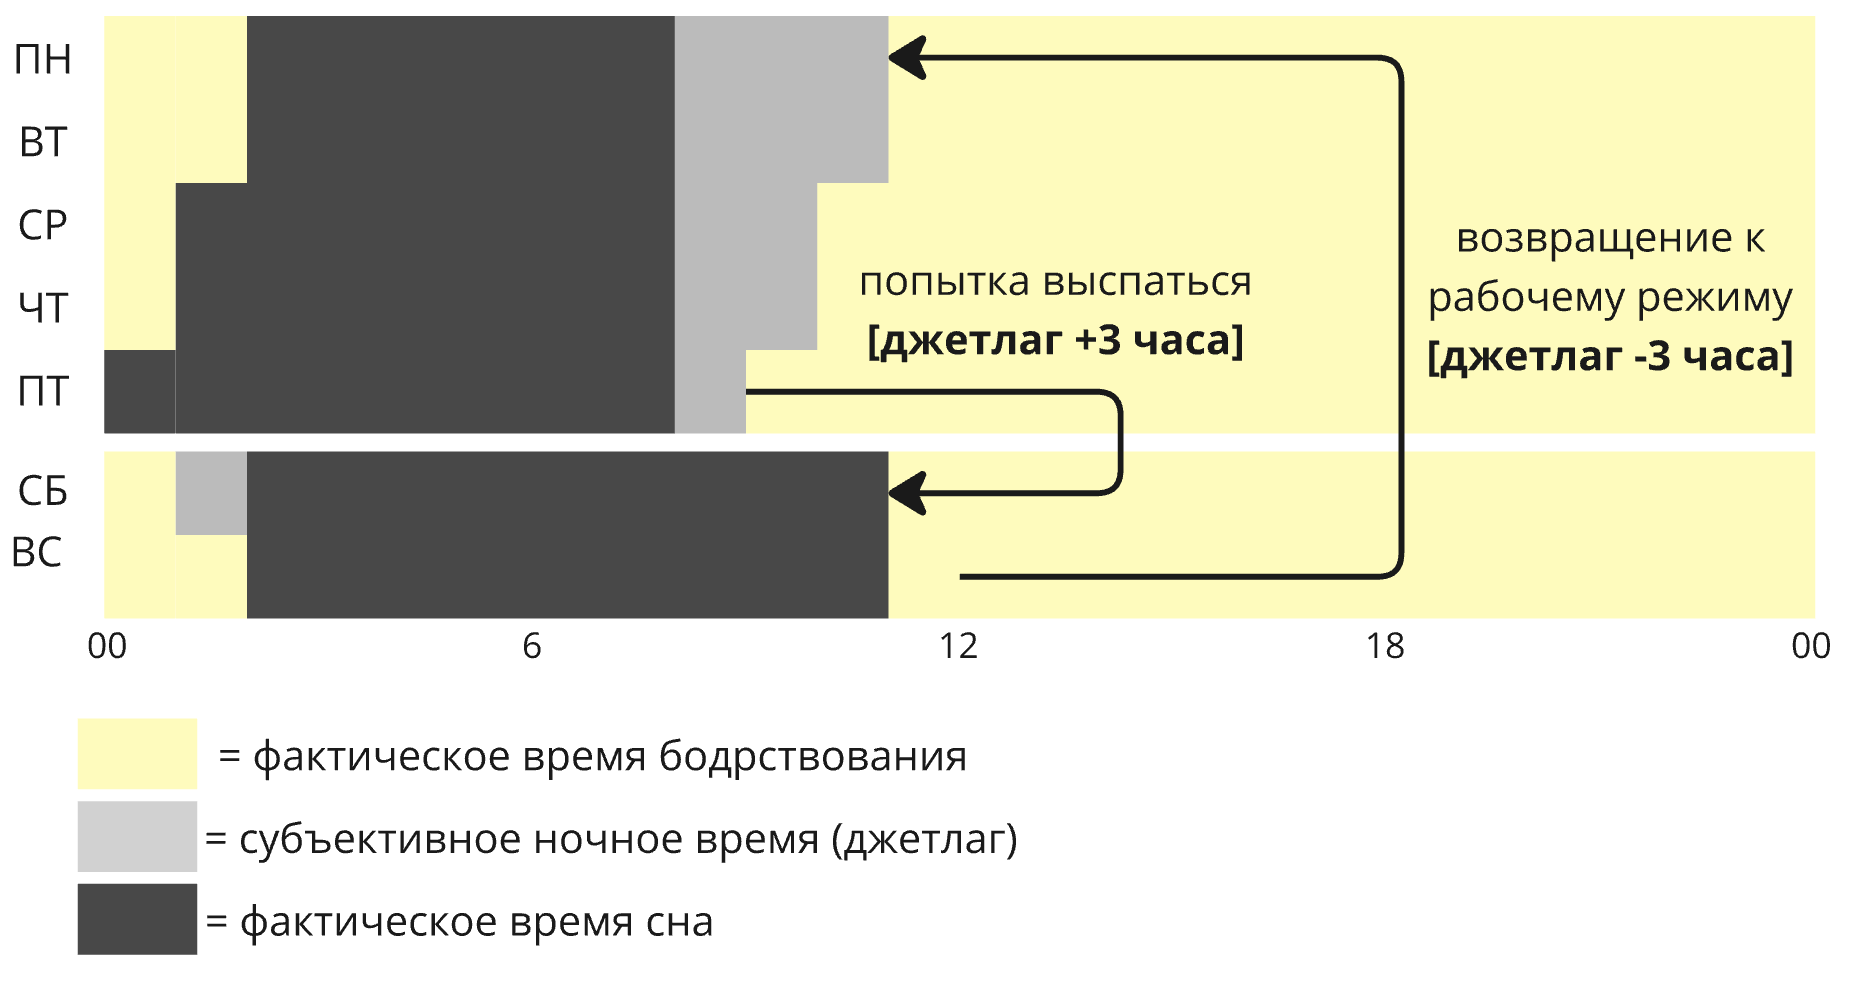 ПН
ВТ
СР
ЧТ
ПТ
СБ
ВС
попытка выспаться
[джетлаг +3 часа]
возвращение к
рабочему режиму
[джетлаг -3 часа]
00 6 12 18 00
= фактическое время бодрствования
= субъективное ночное время (джетлаг)
= фактическое время сна